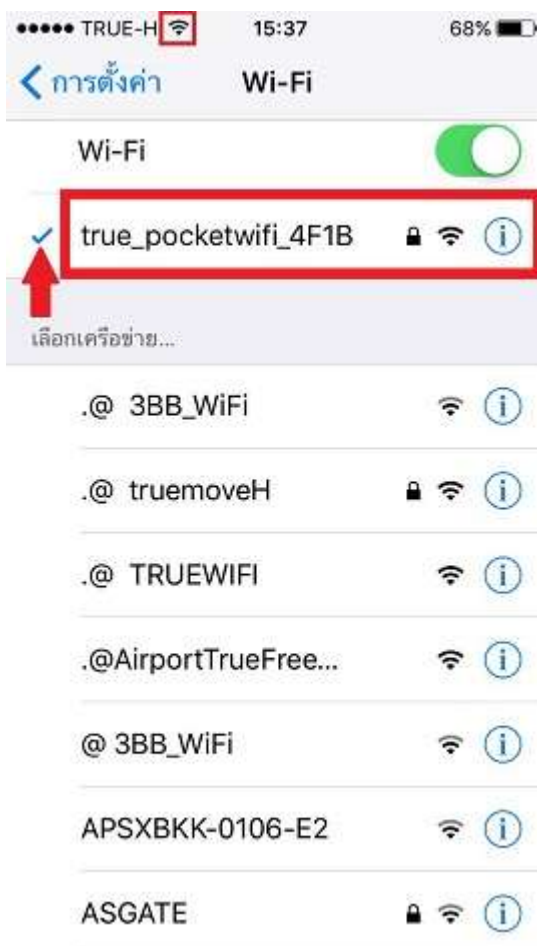 TRUE-H 15:37 68%
การตั้งค่า Wi-Fi
Wi-Fi
true_pocketwifi_4F1B
เลือกเครือข่าย...
.@ 3BB_WiFi
.@ truemoveH
.@ TRUEWIFI
.@AirportTrueFree...
@ 3BB_WiFi
APSXBKK-0106-E2
ASGATE